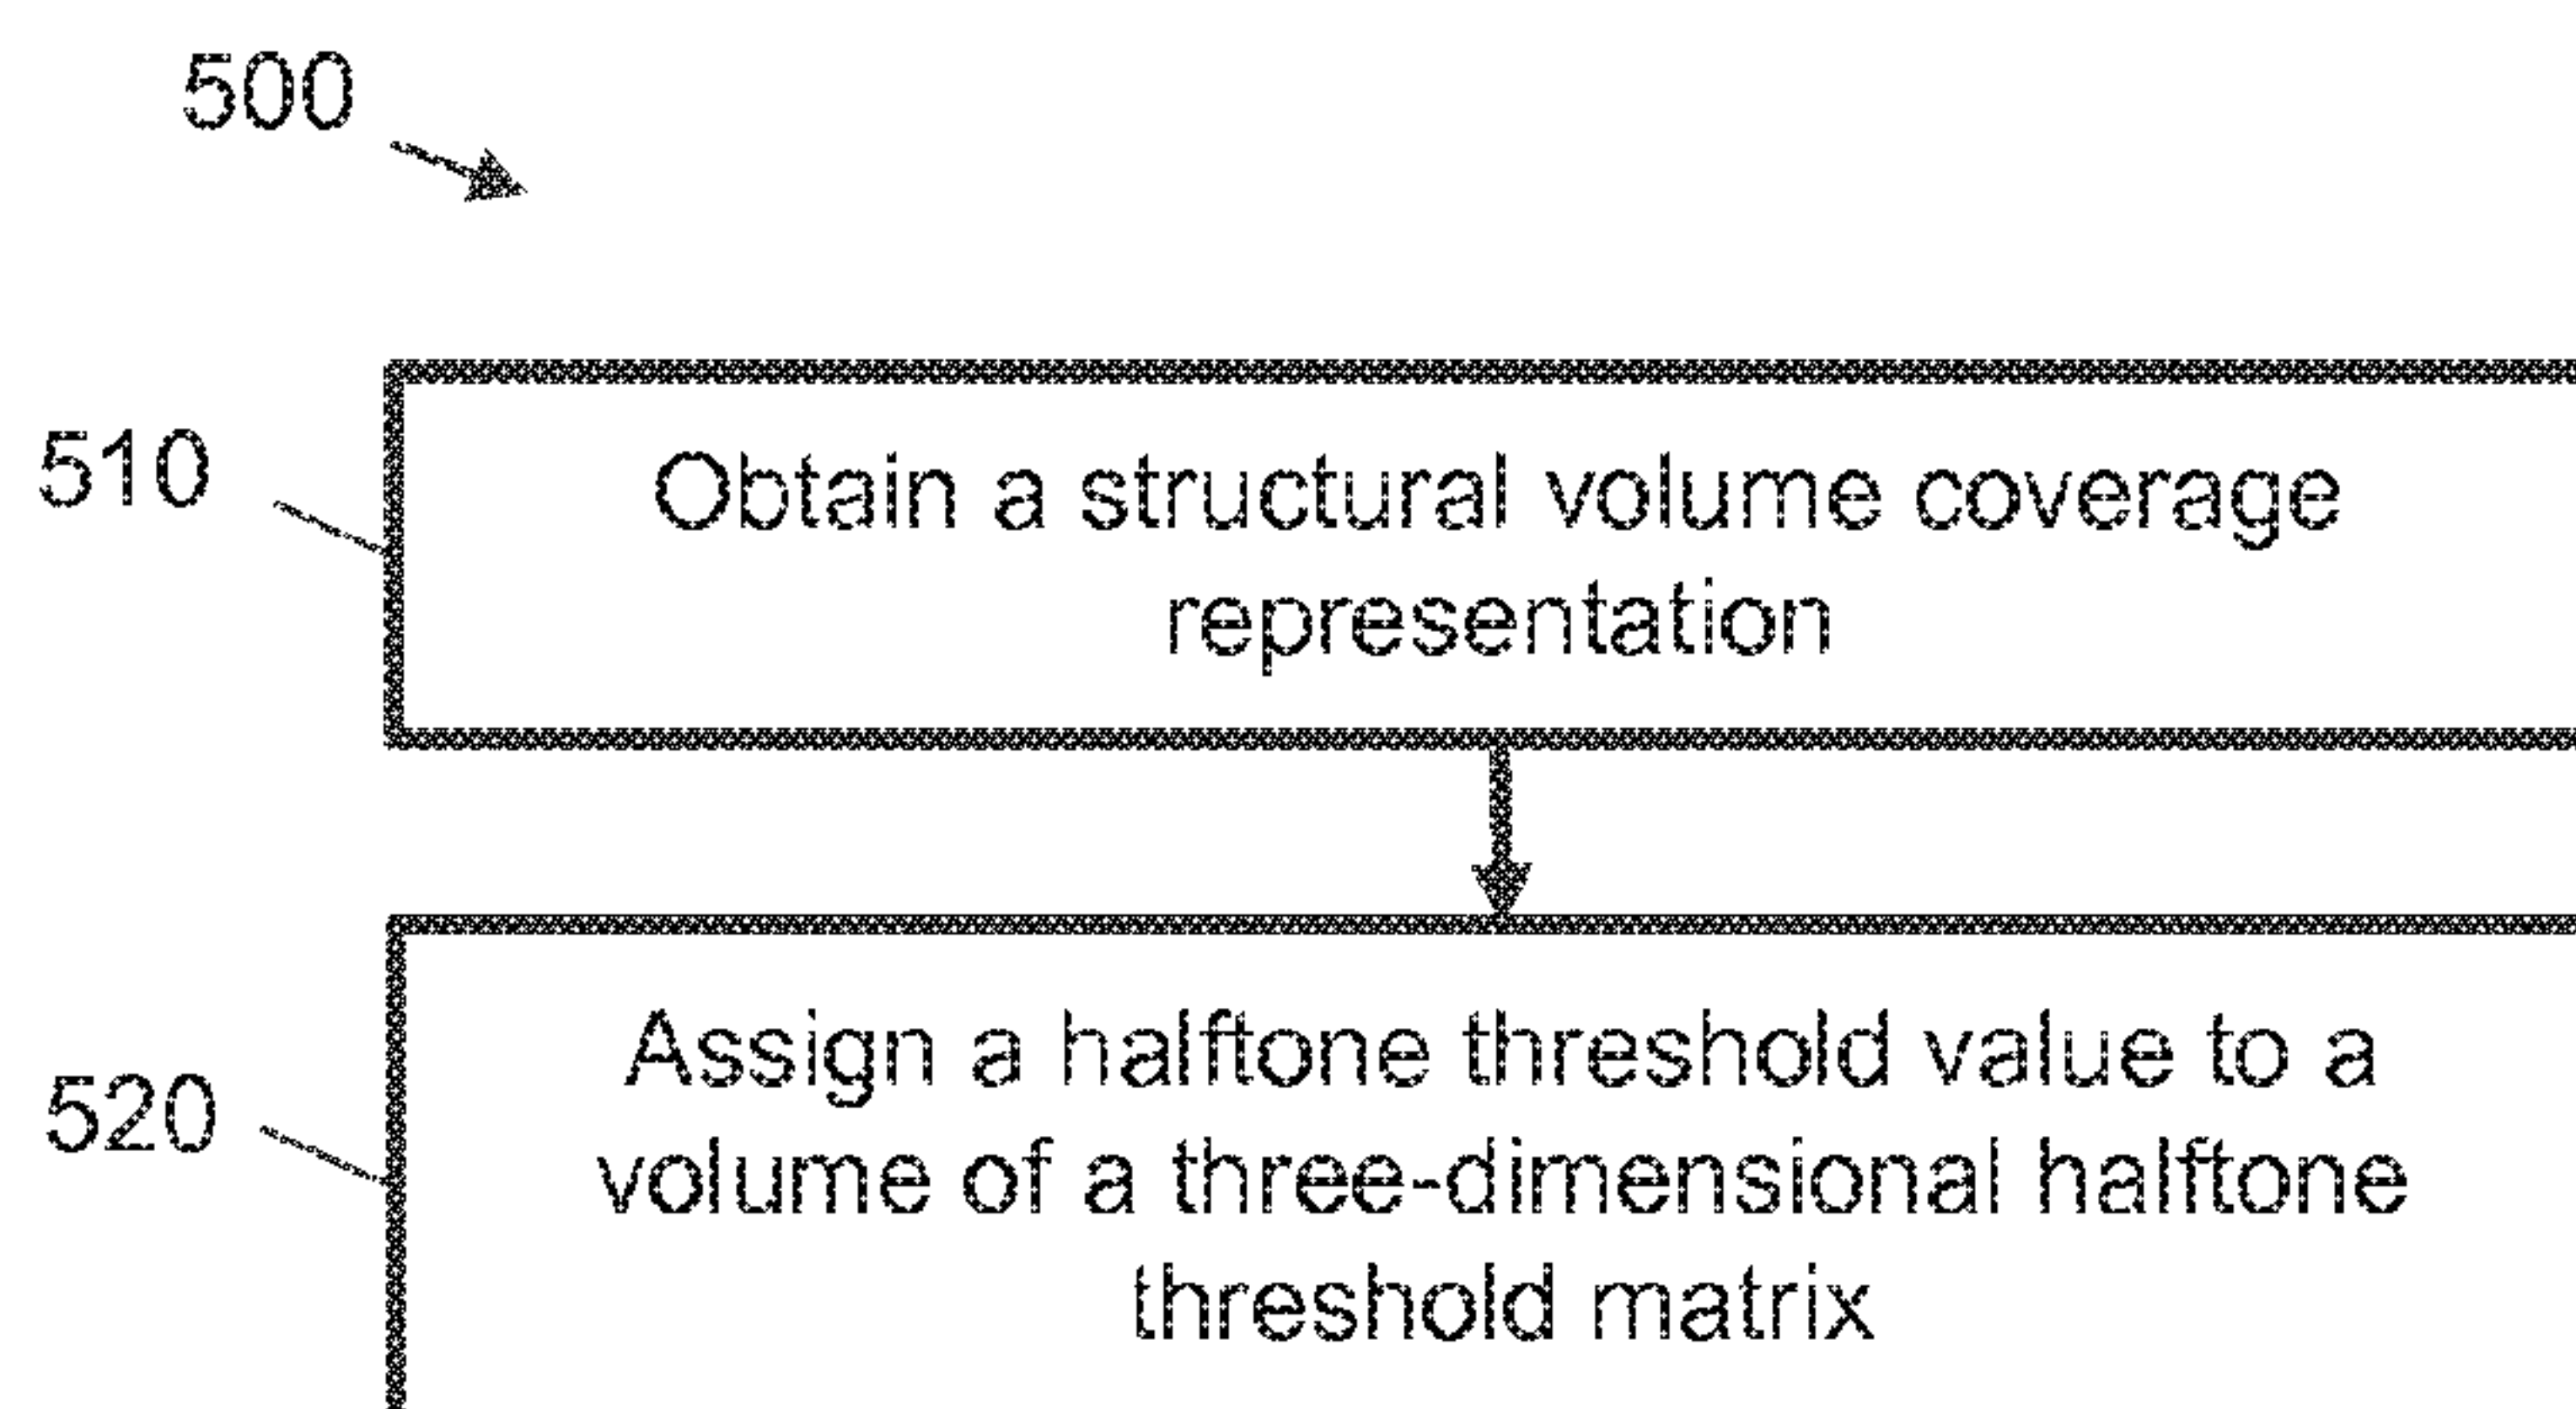 500
510
Obtain a structural volume coverage
representation
520
Assign a halftone threshold value to a
volume of a three-dimensional halftone
threshold matrix